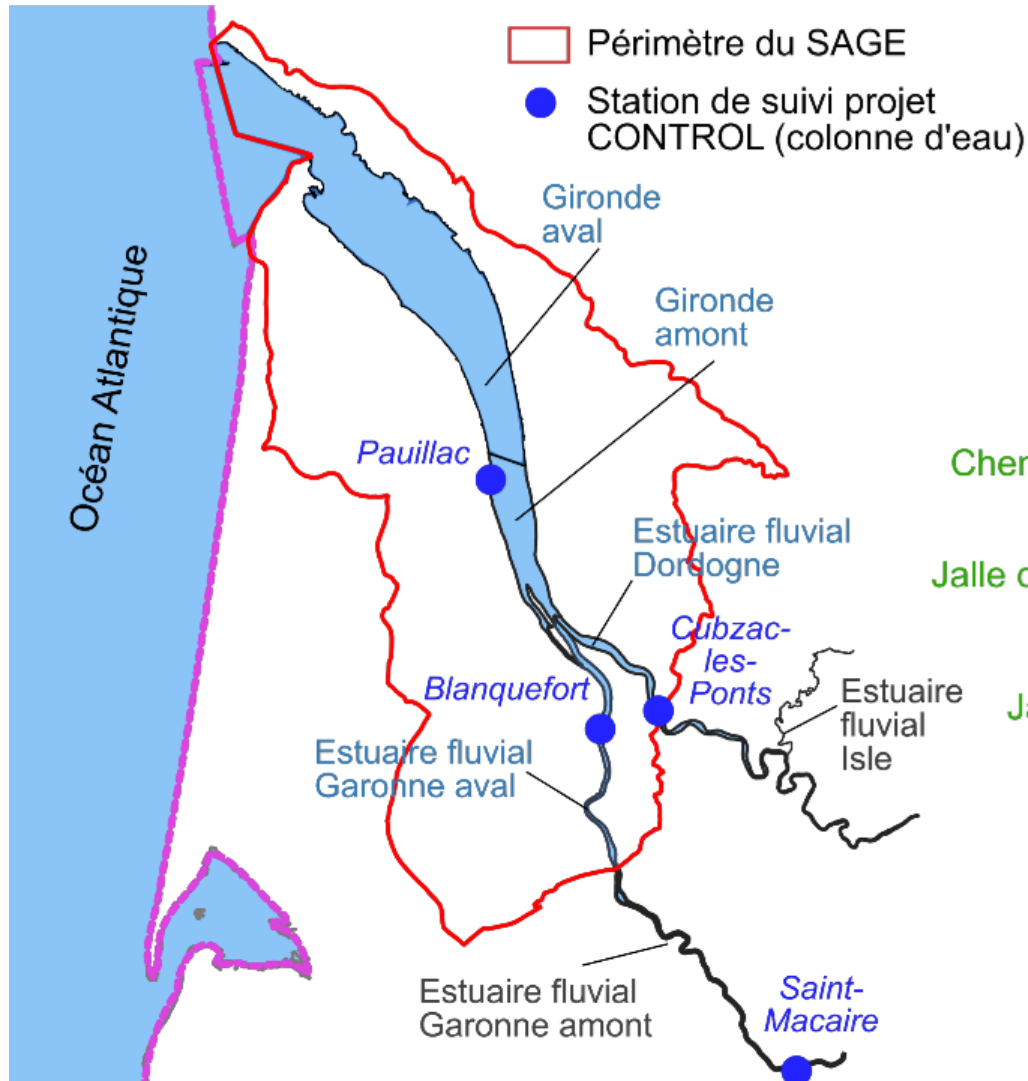 Périmètre du SAGE
Station de suivi projet
CONTROL (colonne d'eau)
Gironde
aval
Gironde
amont
Océan Atlantique
Pauillac
Cher
Estuaire fluvial
Dordogne
Jalle d
Cubzac-
les-
Ponts
Blanquefort
Estuaire
fluvial
Isle
Ja
Estuaire fluvial
Garonne aval
Estuaire fluvial
Garonne amont
Saint-
Macaire